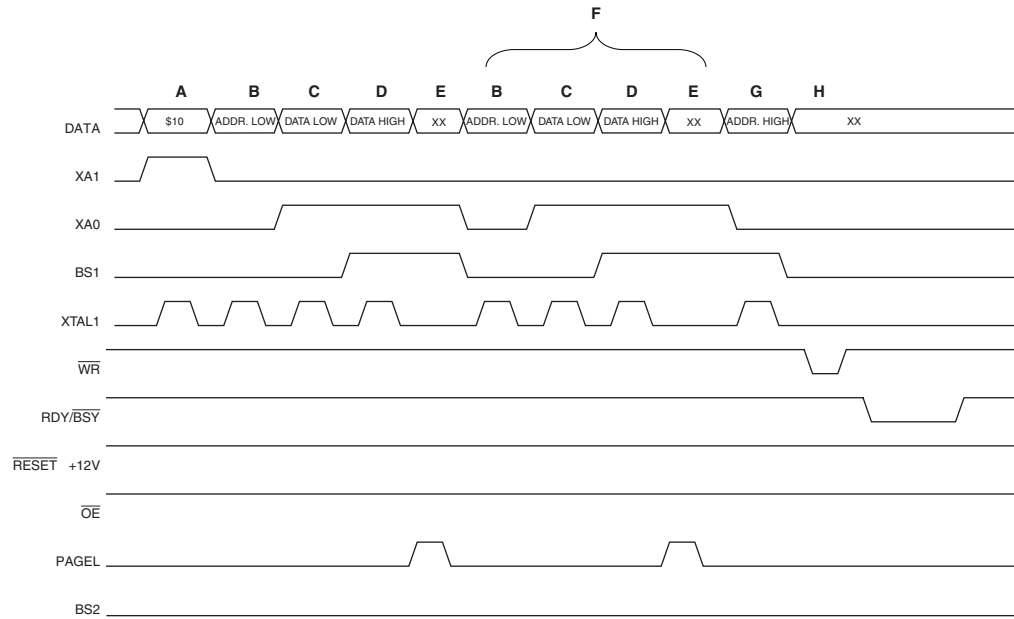 F
A B C D E B C D E G H
DATA $10 ADDR. LOW DATA LOW DATA HIGH XX ADDR. LOW DATA LOW DATA HIGH XX ADDR. HIGH XX
XA1
XA0
BS1
XTAL1
WR
RDY/BSY
RESET +12V
OE
PAGEL
BS2